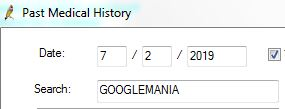 Past Medical History
Date: 7 / 2 / 2019
Search: GOOGLEMANIA